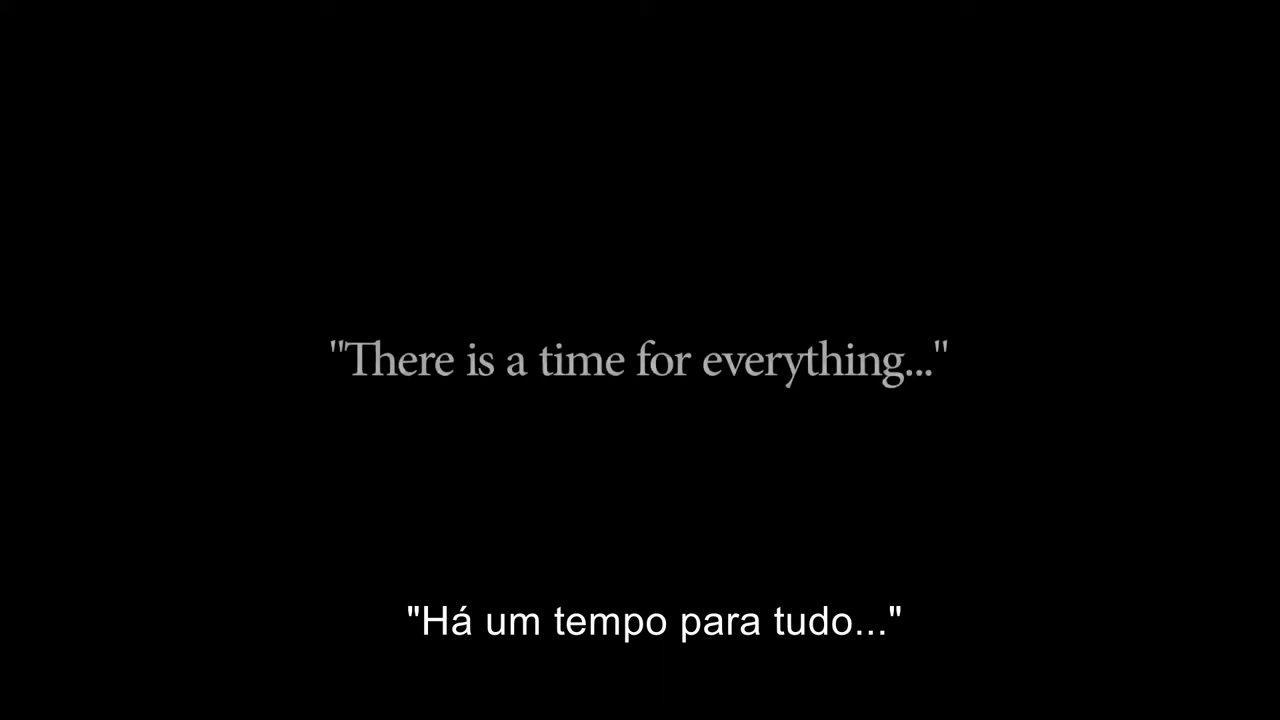 "There is a time for everything..."
"Há um tempo para tudo..."